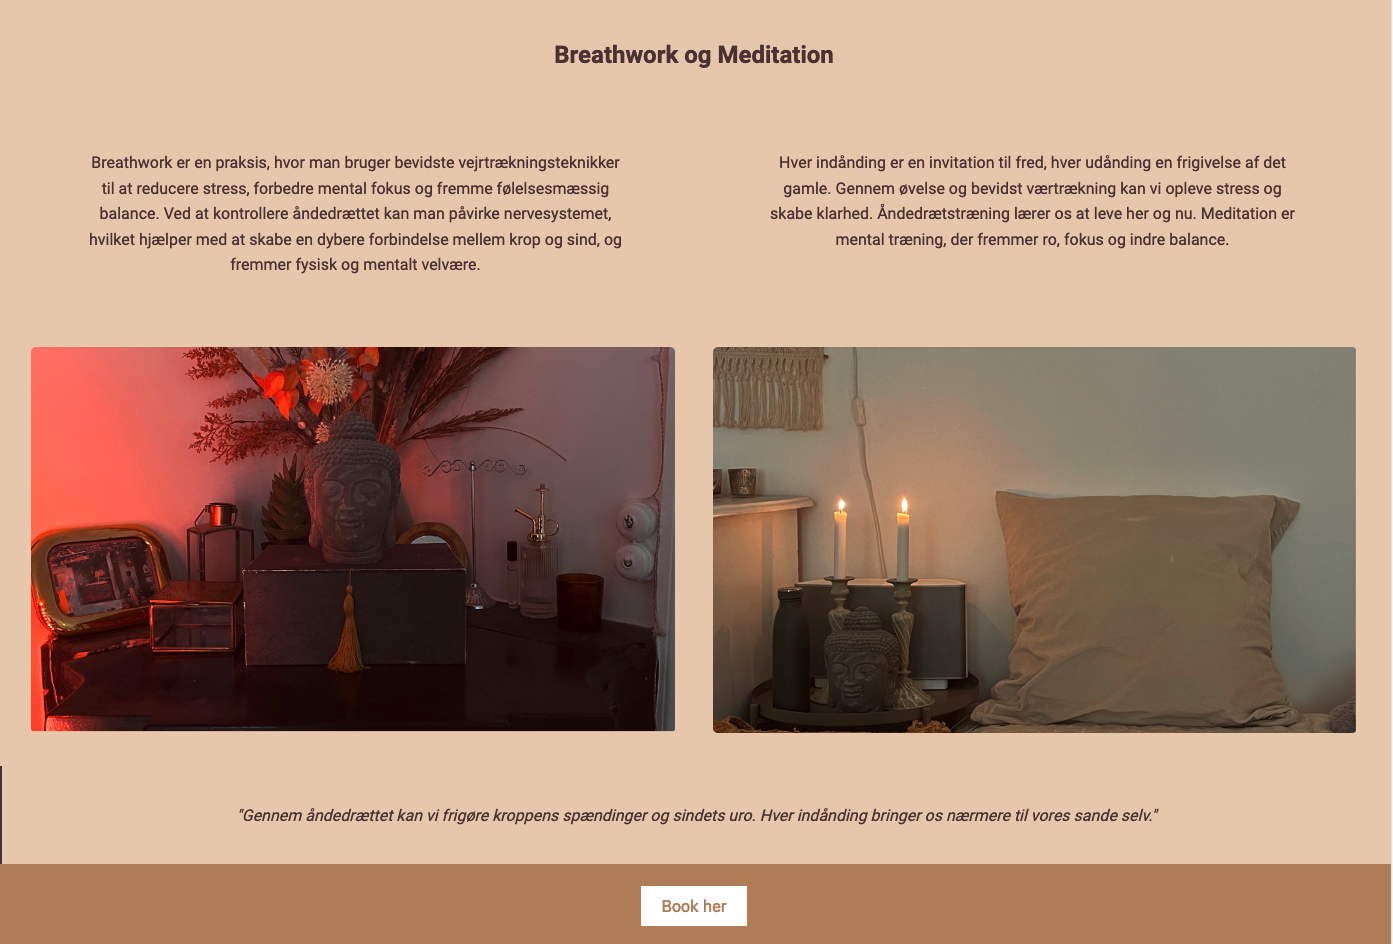 Breathwork og Meditation
Breathwork er en praksis, hvor man bruger bevidste vejrtrækningsteknikker
til at reducere stress, forbedre mental fokus og fremme følelsesmæssig
balance. Ved at kontrollere åndedrættet kan man påvirke nervesystemet,
hvilket hjælper med at skabe en dybere forbindelse mellem krop og sind, og
fremmer fysisk og mentalt velvære.
Hver indånding er en invitation til fred, hver udånding en frigivelse af det
gamle. Gennem øvelse og bevidst værtrækning kan vi opleve stress og
skabe klarhed. Åndedrætstræning lærer os at leve her og nu. Meditation er
mental træning, der fremmer ro, fokus og indre balance.
"Gennem åndedrættet kan vi frigøre kroppens spændinger og sindets uro. Hver indånding bringer os nærmere til vores sande selv."
Book her